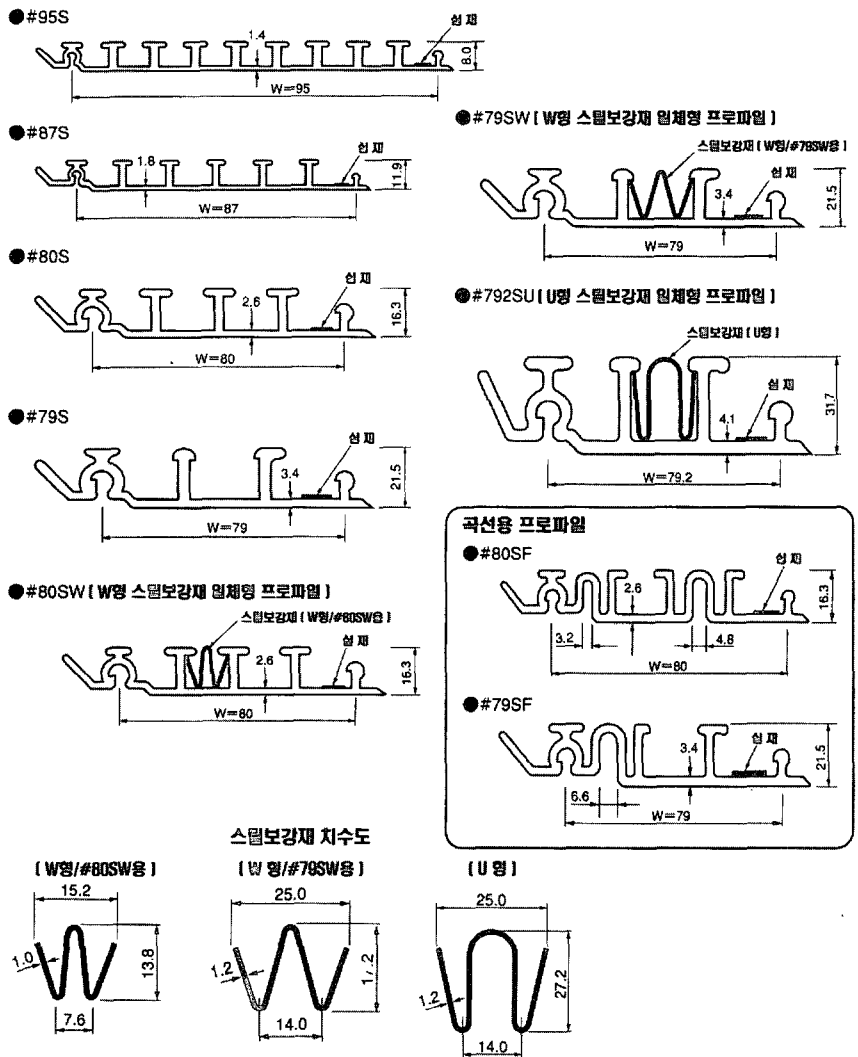 ●#95S
심재
1.4
8.0
W=95
●#87S
심재
1.8
11.9
W=87
●#80S
심재
2.6
16.3
W=80
●#79S
심재
3.4
21.5
W=79
●#80SW [ W형 스틸보강재 일체형 프로파일 ]
스틸보강재 [ W형/#80SW용 ]
심재
2.6
16.3
W=80
●#79SW [ W형 스틸보강재 일체형 프로파일 ]
스틸보강재 [ W형/#79SW용 ]
심재
3.4
21.5
W=79
●#792SU [ U형 스틸보강재 일체형 프로파일 ]
스틸보강재 [ U형 ]
심재
4.1
31.7
W=79.2
곡선용 프로파일
●#80SF
심재
2.6
16.3
3.2
4.8
W=80
●#79SF
심재
3.4
21.5
6.6
W=79
스틸보강재 치수도
[ W형/#80SW용 ]
15.2
1.0
13.8
7.6
[ W 형/#79SW용 ]
25.0
1.2
14.0
[ U 형 ]
25.0
1.2
27.2
14.0